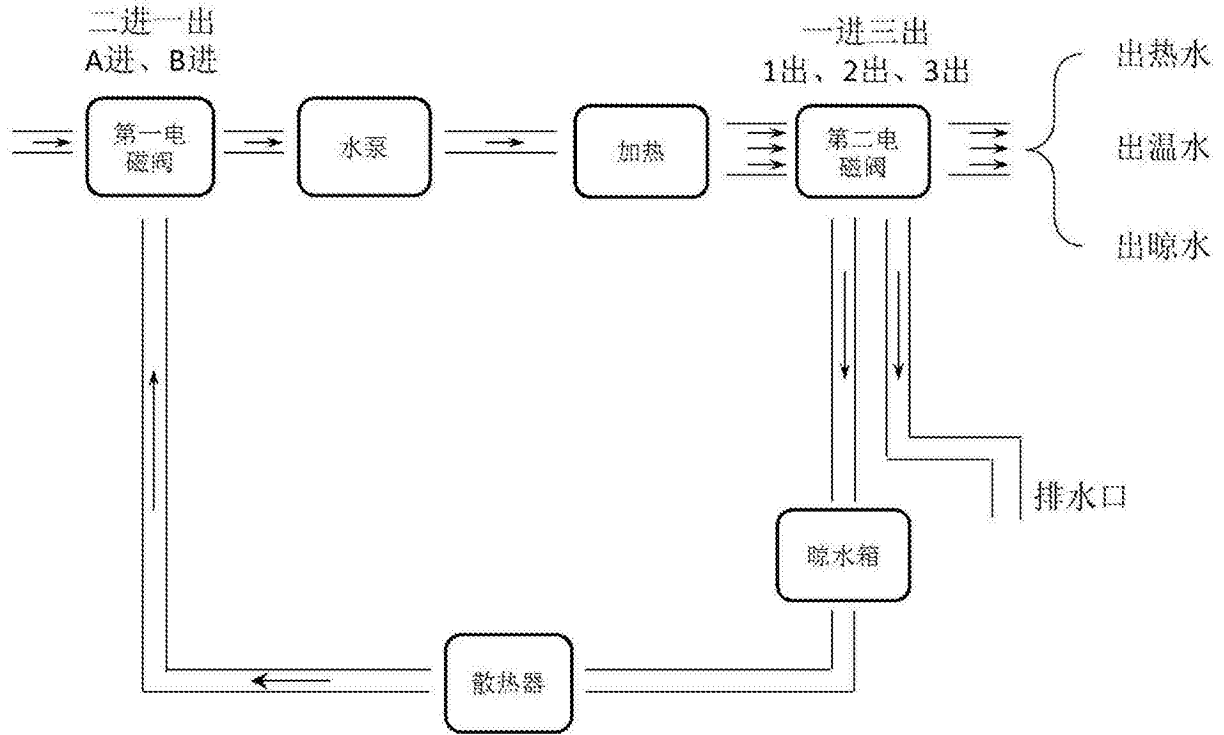 二进一出
A进、B进
一进三出
1出、2出、3出
第一电
磁阀
水泵
加热
第二电
磁阀
出热水
出温水
出晾水
排水口
晾水箱
散热器